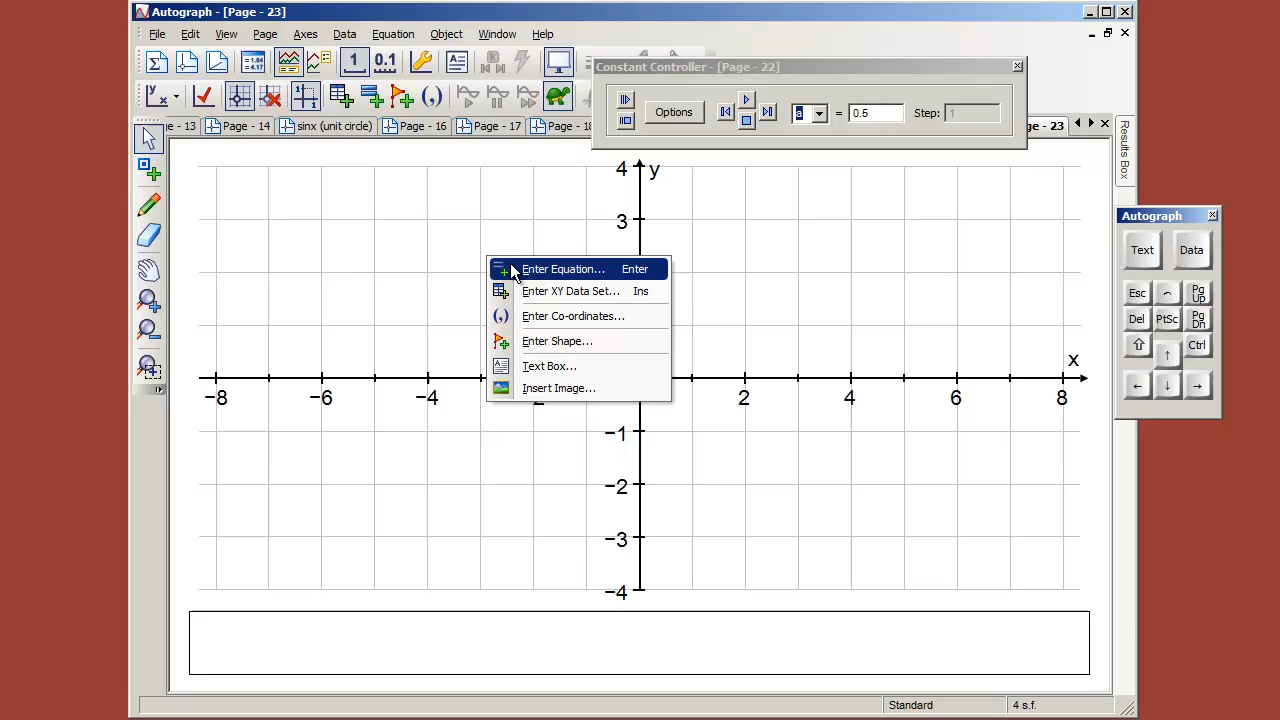 Autograph - [Page - 23]
File Edit View Page Axes Data Equation Object Window Help
Constant Controller - [Page - 22]
Options
a = 0.5 Step: 1
e - 13 Page - 14 sinx (unit circle) Page - 16 Page - 17 Page - 18 ge - 23
Results Box
4 y
3
Enter Equation... Enter
Enter XY Data Set... Ins
Enter Co-ordinates...
Enter Shape...
Text Box...
Insert Image...
x
−8 −6 −4 2 4 6 8
−1
−2
−3
−4
Autograph
Text Data
Esc Pg Up
Del PtSc Pg Dn
Ctrl
Standard 4 s.f.